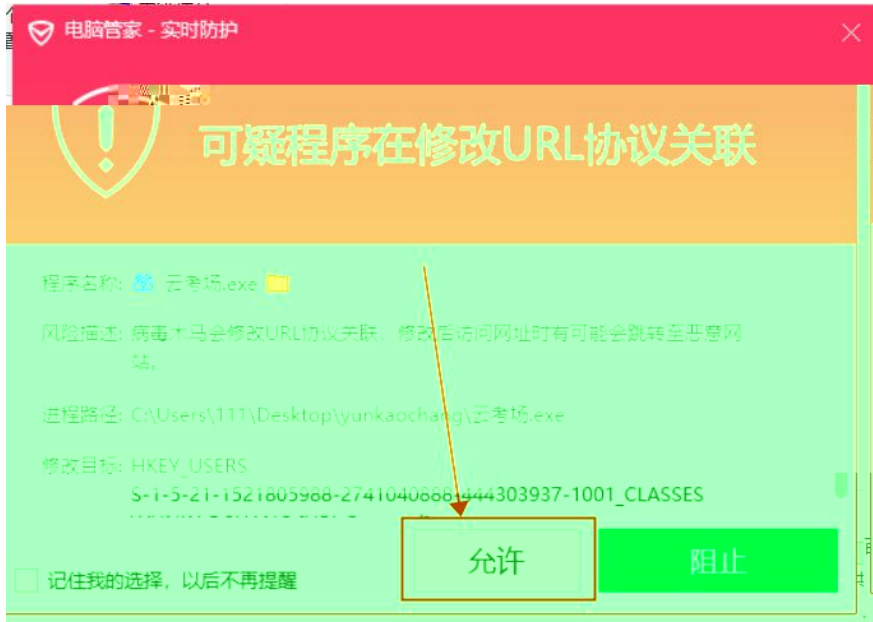 电脑管家 - 实时防护
可疑程序在修改URL协议关联
程序名称: 云考场.exe
风险描述: 病毒木马会修改URL协议关联，修改后访问网址时有可能会跳转至恶意网
站。
进程路径: C:\Users\111\Desktop\yunkaochang\云考场.exe
修改目标: HKEY_USERS
S-1-5-21-1521805988-2741040888-444303937-1001_CLASSES
允许
阻止
记住我的选择，以后不再提醒